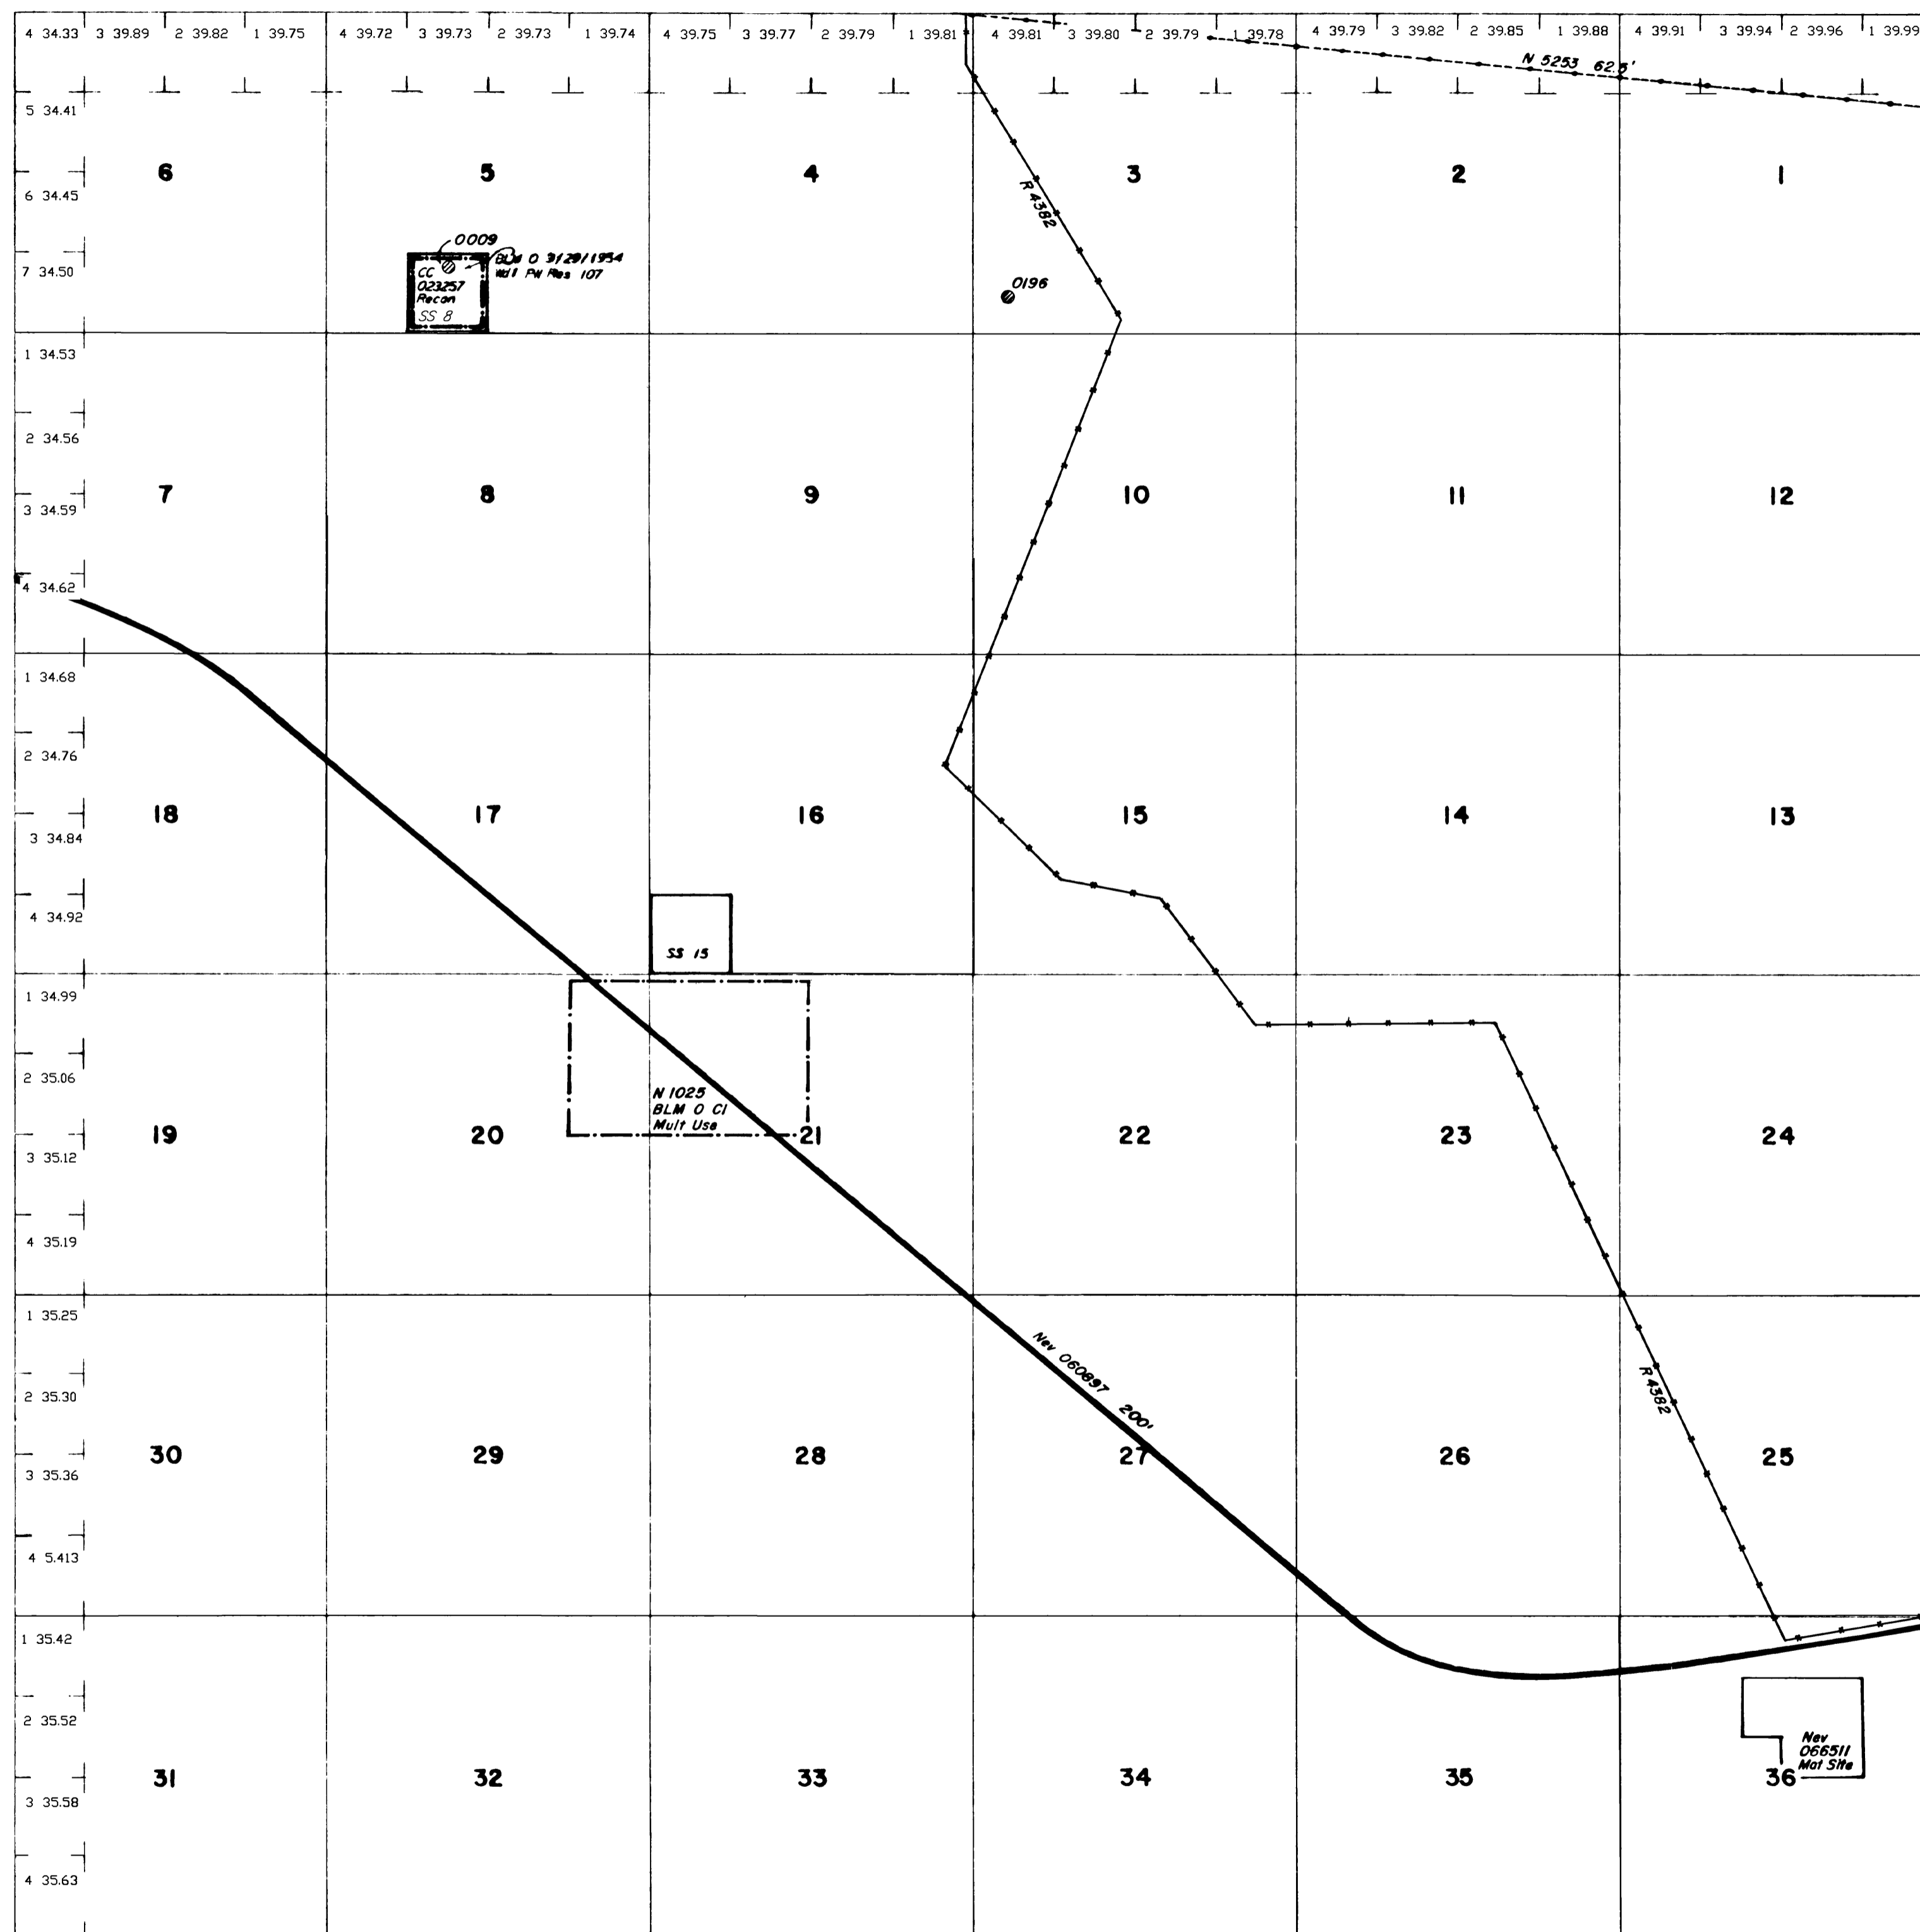 4 34.33 3 39.89 2 39.82 1 39.75 4 39.72 3 39.73 2 39.73 1 39.74 4 39.75 3 39.77 2 39.79 1 39.81 4 39.81 3 39.80 2 39.79 1 39.78 4 39.79 3 39.82 2 39.85 1 39.88 4 39.91 3 39.94 2 39.96 1 39.99
N 5253 62.5'
5 34.41
6 5 4 3 2 1
6 34.45
R 4382
0009
BLM O 3/29/1954
Wdl PW Res 107
7 34.50
CC
023257
Recon
SS 8
0196
1 34.53
2 34.56
7 8 9 10 11 12
3 34.59
4 34.62
1 34.68
2 34.76
18 17 16 15 14 13
3 34.84
4 34.92
SS 15
1 34.99
2 35.06
N 1025
BLM O Cl
Mult Use
19 20 21 22 23 24
3 35.12
4 35.19
1 35.25
Nev 060897 200'
2 35.30
R 4382
30 29 28 27 26 25
3 35.36
4 5.413
1 35.42
2 35.52
Nev
066511
Mat Site
31 32 33 34 35 36
3 35.58
4 35.63